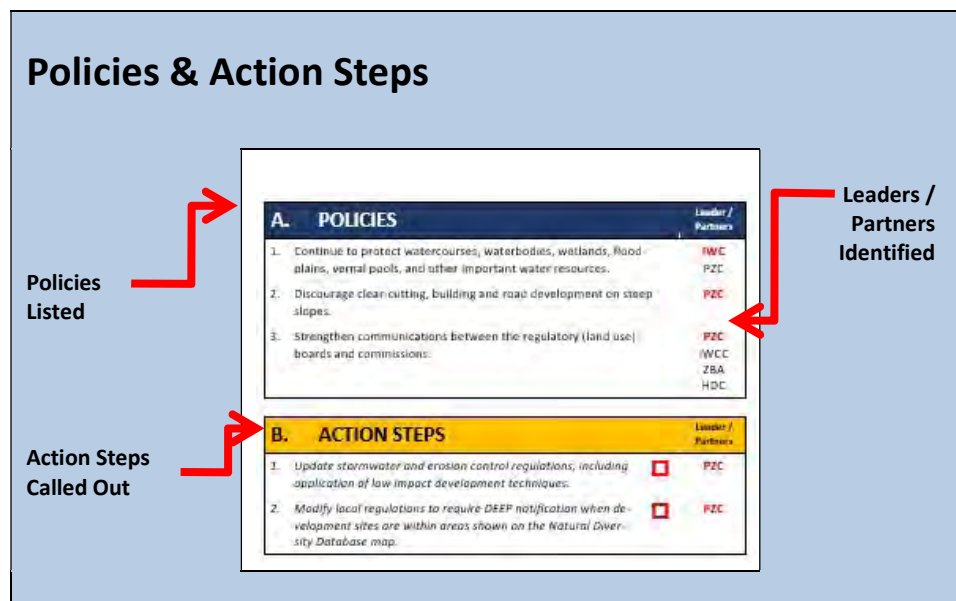 Policies & Action Steps
Policies
Listed
Leaders /
Partners
Identified
Action Steps
Called Out
A. POLICIES Leader /
Partners
1. Continue to protect watercourses, waterbodies, wetlands, flood-
plains, vernal pools, and other important water resources.
IWC
PZC
2. Discourage clear-cutting, building and road development on steep
slopes.
PZC
3. Strengthen communications between the regulatory (land use)
boards and commissions.
PZC
IWCC
ZBA
HDC
B. ACTION STEPS Leader /
Partners
1. Update stormwater and erosion control regulations, including
application of low impact development techniques.
PZC
2. Modify local regulations to require DEEP notification when de-
velopment sites are within areas shown on the Natural Diver-
sity Database map.
PZC